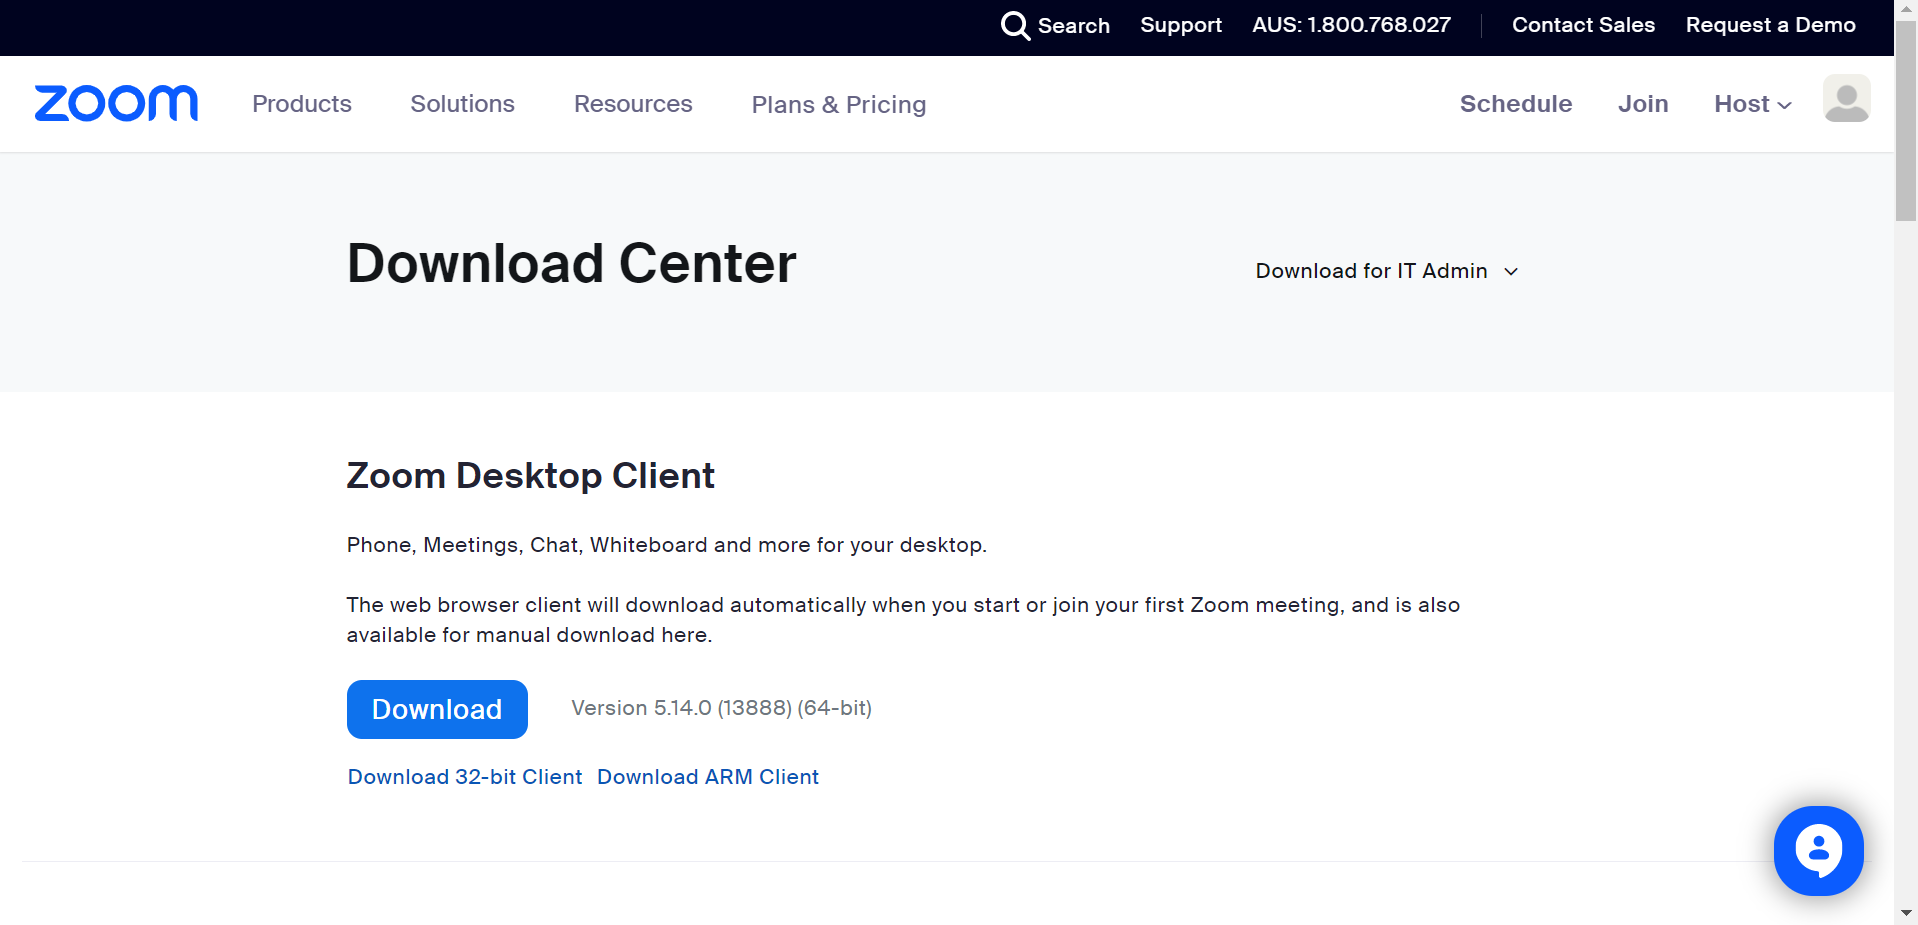 Search Support AUS: 1.800.768.027 Contact Sales Request a Demo
zoom Products Solutions Resources Plans & Pricing Schedule Join Host
Download Center
Download for IT Admin
Zoom Desktop Client
Phone, Meetings, Chat, Whiteboard and more for your desktop.
The web browser client will download automatically when you start or join your first Zoom meeting, and is also
available for manual download here.
Download Version 5.14.0 (13888) (64-bit)
Download 32-bit Client Download ARM Client